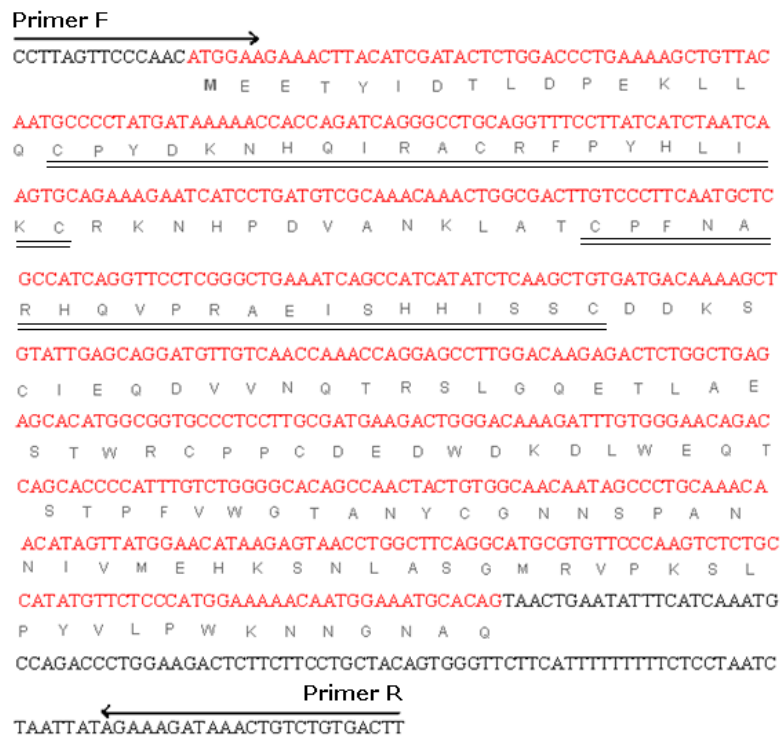 Primer F
CCTTAGTTCCCAACATGGAAGAAACTTACATCGATACTCTGGACCCTGAAAAGCTGTTAC
M E E T Y I D T L D P E K L L
AATGCCCCTATGATAAAAACCACCAGATCAGGGCCTGCAGGTTTCCTTATCATCTAATCA
Q C P Y D K N H Q I R A C R F P Y H L I
AGTGCAGAAAGAATCATCCTGATGTCGCAAACAAACTGGCGACTTGTCCCTTCAATGCTC
K C R K N H P D V A N K L A T C P F N A
GCCATCAGGTTCCTCGGGCTGAAATCAGCCATCATATCTCAAGCTGTGATGACAAAAGCT
R H Q V P R A E I S H H I S S C D D K S
GTATTGAGCAGGATGTTGTCAACCAAACCAGGAGCCTTGGACAAGAGACTCTGGCTGAG
C I E Q D V V N Q T R S L G Q E T L A E
AGCACATGGCGGTGCCCTCCTTGCGATGAAGACTGGGACAAAGATTTGTGGGAACAGAC
S T W R C P P C D E D W D K D L W E Q T
CAGCACCCCATTTGTCTGGGGCACAGCCAACTACTGTGGCAACAATAGCCCTGCAAACA
S T P F V W G T A N Y C G N N S P A N
ACATAGTTATGGAACATAAGAGTAACCTGGCTTCAGGCATGCGTGTTCCCAAGTCTCTGC
N I V M E H K S N L A S G M R V P K S L
CATATGTTCTCCCATGGAAAAACAATGGAAATGCACAGTAACTGAATATTTCATCAAATG
P Y V L P W K N N G N A Q
CCAGACCCTGGAAGACTCTTCTTCCTGCTACAGTGGGTTCTTCATTTTTTTTTCTCCTAATC
Primer R
TAATTATAGAAAGATAAACTGTCTGTGACTT